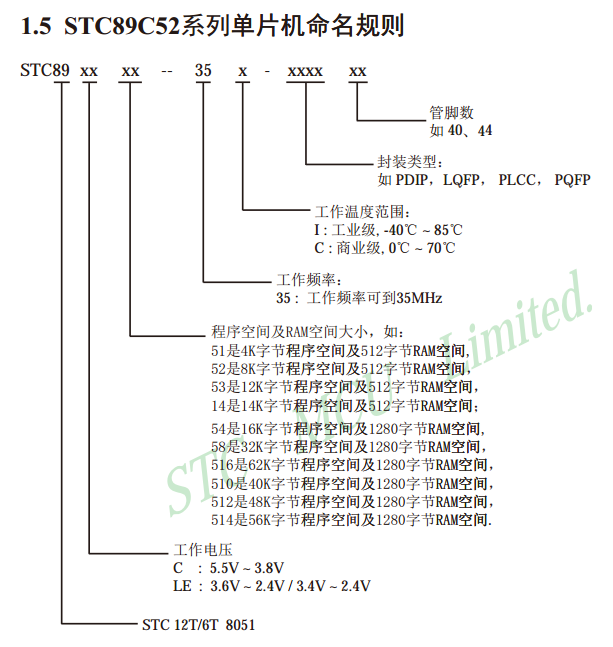 1.5 STC89C52系列单片机命名规则
STC89 xx xx -- 35 x - xxxx xx
管脚数
如 40、44
封装类型:
如 PDIP, LQFP, PLCC, PQFP
工作温度范围:
I : 工业级, -40℃ ~ 85℃
C : 商业级, 0℃ ~ 70℃
工作频率:
35 : 工作频率可到35MHz
程序空间及RAM空间大小, 如:
51是4K字节程序空间及512字节RAM空间,
52是8K字节程序空间及512字节RAM空间,
53是12K字节程序空间及512字节RAM空间,
14是14K字节程序空间及512字节RAM空间;
54是16K字节程序空间及1280字节RAM空间,
58是32K字节程序空间及1280字节RAM空间,
516是62K字节程序空间及1280字节RAM空间,
510是40K字节程序空间及1280字节RAM空间,
512是48K字节程序空间及1280字节RAM空间,
514是56K字节程序空间及1280字节RAM空间.
工作电压
C : 5.5V ~ 3.8V
LE : 3.6V ~ 2.4V / 3.4V ~ 2.4V
STC 12T/6T 8051
STC MCU Limited.